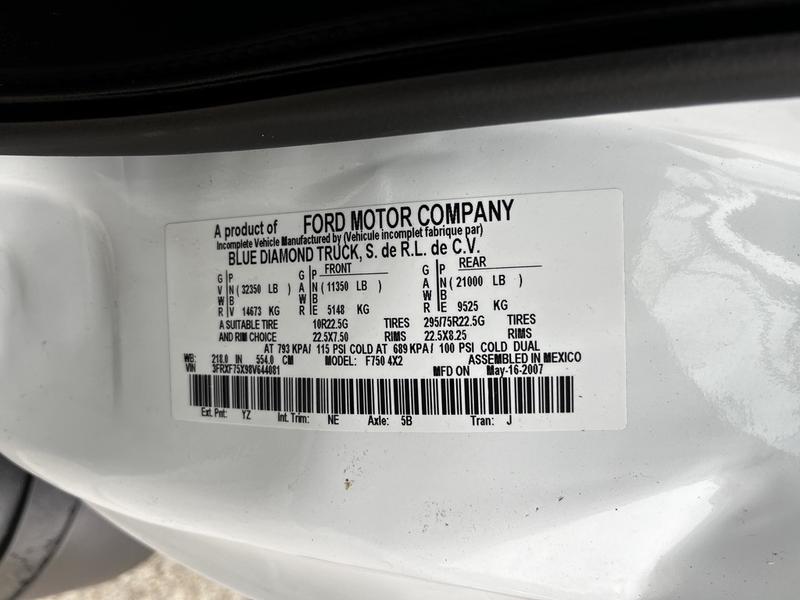 A product of FORD MOTOR COMPANY
Incomplete Vehicle Manufactured by (Vehicule incomplet fabrique par)
BLUE DIAMOND TRUCK, S. de R.L. de C.V.
FRONT REAR
G P G P G P
V N (32350 LB ) A N (11350 LB ) A N (21000 LB )
W B W B W B
R V 14673 KG R E 5148 KG R E 9525 KG
A SUITABLE TIRE 10R22.5G TIRES 295/75R22.5G TIRES
AND RIM CHOICE 22.5X7.50 RIMS 22.5X8.25 RIMS
AT 793 KPA/ 115 PSI COLD AT 689 KPA/ 100 PSI COLD DUAL
WB: 218.0 IN 554.0 CM MODEL: F750 4X2 ASSEMBLED IN MEXICO
VIN 3FRXF75X98V644081 MFD ON May-16-2007
Ext. Pnt: YZ Int. Trim: NE Axle: 5B Tran: J